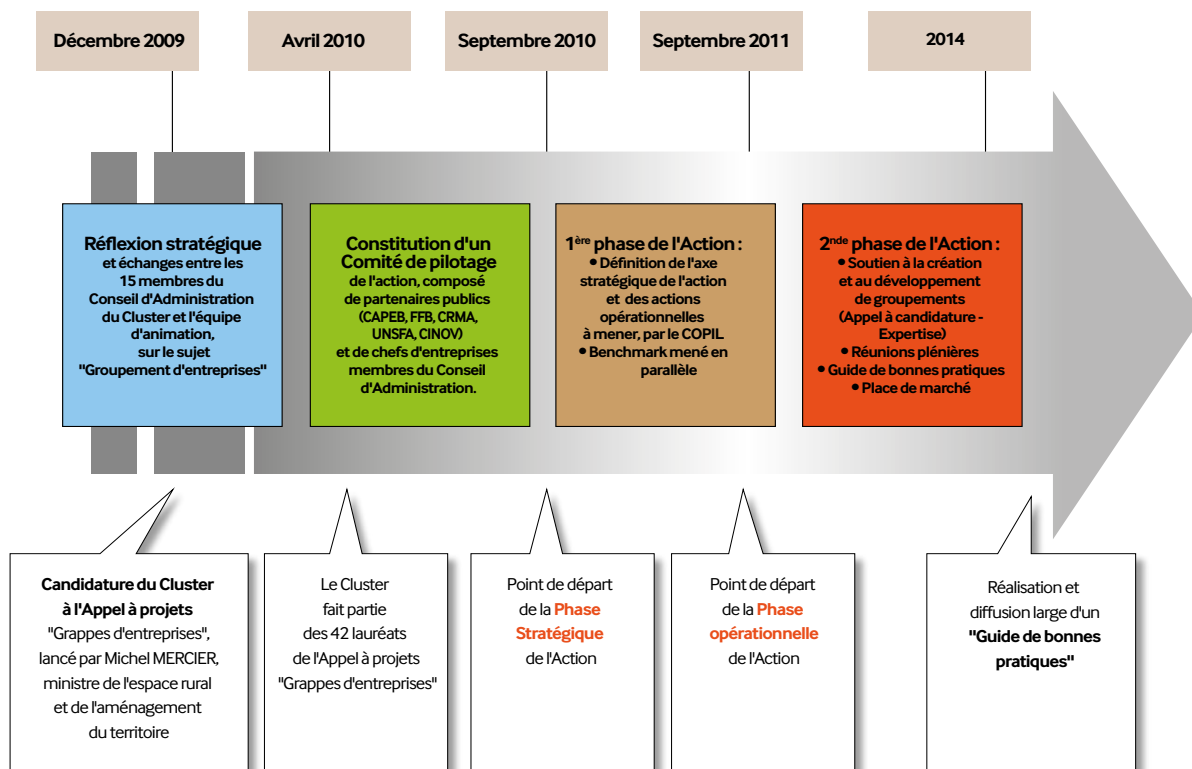 Décembre 2009
Avril 2010
Septembre 2010
Septembre 2011
2014
Réflexion stratégique
et échanges entre les
15 membres du
Conseil d'Administration
du Cluster et l'équipe
d'animation,
sur le sujet
"Groupement d'entreprises"
Constitution d'un
Comité de pilotage
de l'action, composé
de partenaires publics
(CAPEB, FFB, CRMA,
UNSFA, CINOV)
et de chefs d'entreprises
membres du Conseil
d'Administration.
1ère phase de l'Action :
• Définition de l'axe
stratégique de l'action
et des actions
opérationnelles
à mener, par le COPIL
• Benchmark mené en
parallèle
2nde phase de l'Action :
• Soutien à la création
et au développement
de groupements
(Appel à candidature -
Expertise)
• Réunions plénières
• Guide de bonnes pratiques
• Place de marché
Candidature du Cluster
à l'Appel à projets
"Grappes d'entreprises",
lancé par Michel MERCIER,
ministre de l'espace rural
et de l'aménagement
du territoire
Le Cluster
fait partie
des 42 lauréats
de l'Appel à projets
"Grappes d'entreprises"
Point de départ
de la Phase
Stratégique
de l'Action
Point de départ
de la Phase
opérationnelle
de l'Action
Réalisation et
diffusion large d'un
"Guide de bonnes
pratiques"